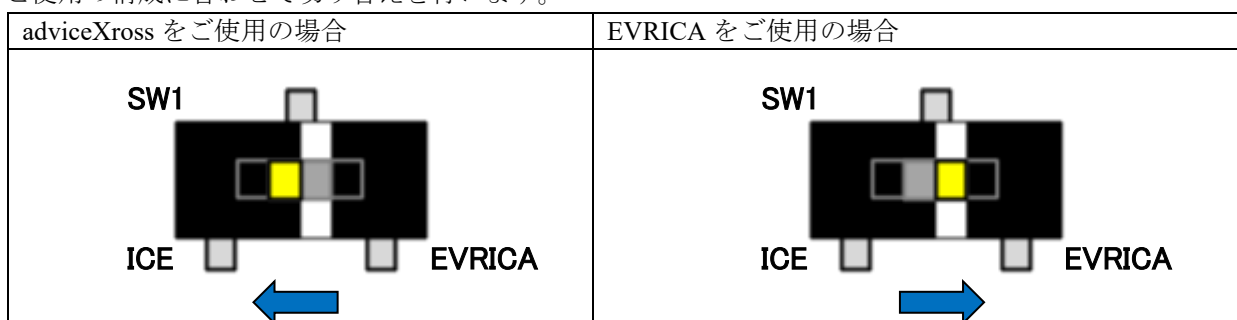 ご使用の構成に合わせて切り替えを行います。
adviceXross をご使用の場合
EVRICA をご使用の場合
SW1
SW1
ICE
EVRICA
ICE
EVRICA